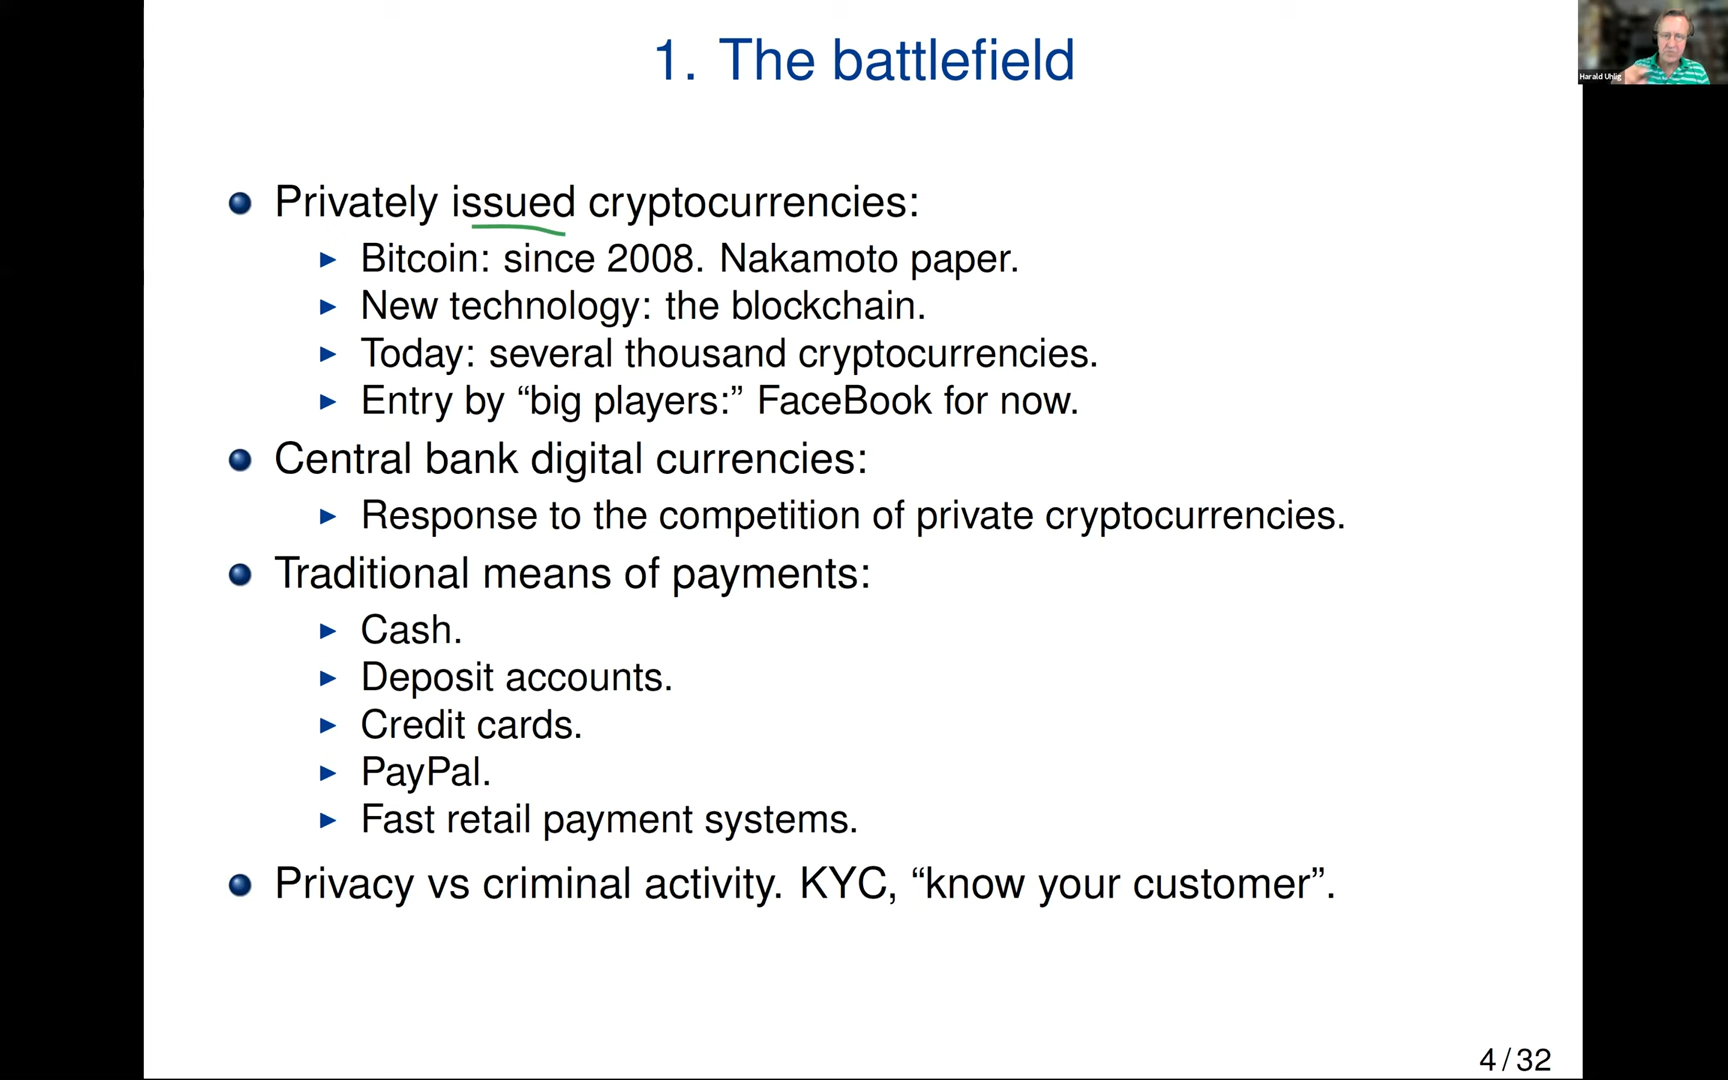 1. The battlefield
Harald Uhlig
Privately issued cryptocurrencies:
Bitcoin: since 2008. Nakamoto paper.
New technology: the blockchain.
Today: several thousand cryptocurrencies.
Entry by “big players:” FaceBook for now.
Central bank digital currencies:
Response to the competition of private cryptocurrencies.
Traditional means of payments:
Cash.
Deposit accounts.
Credit cards.
PayPal.
Fast retail payment systems.
Privacy vs criminal activity. KYC, “know your customer”.
4 / 32